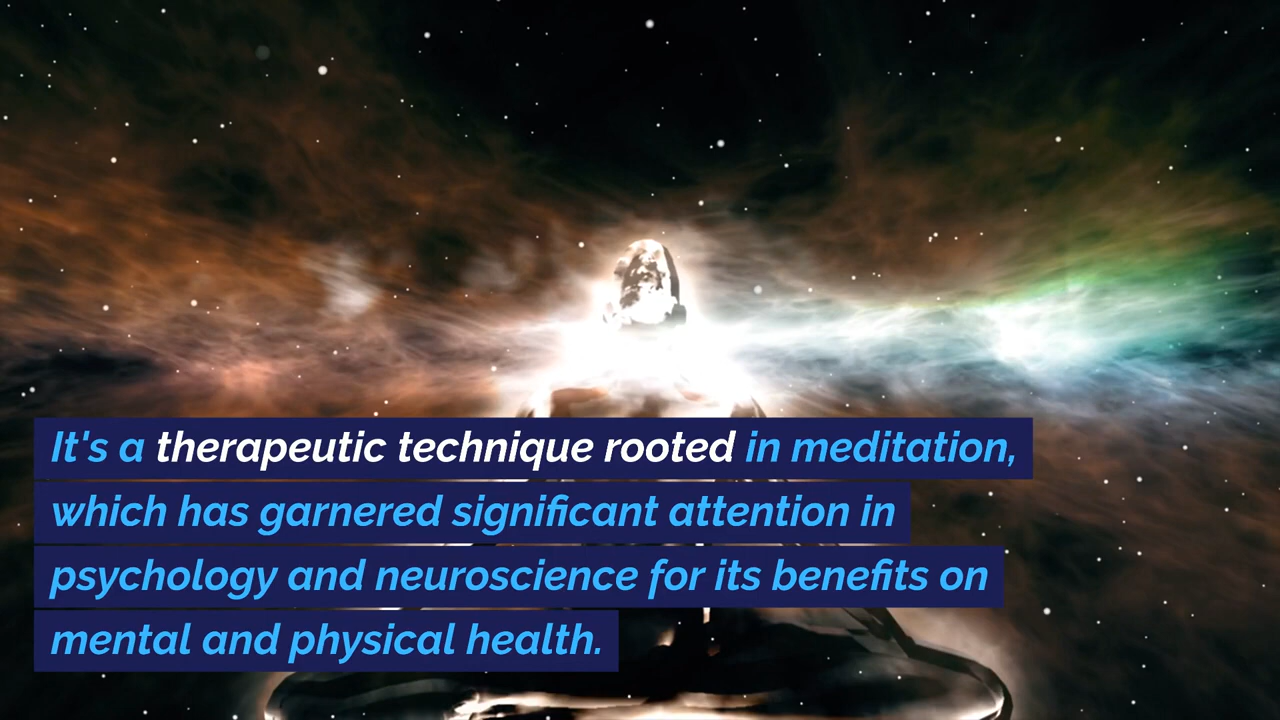 It's a therapeutic technique rooted in meditation,
which has garnered significant attention in
psychology and neuroscience for its benefits on
mental and physical health.